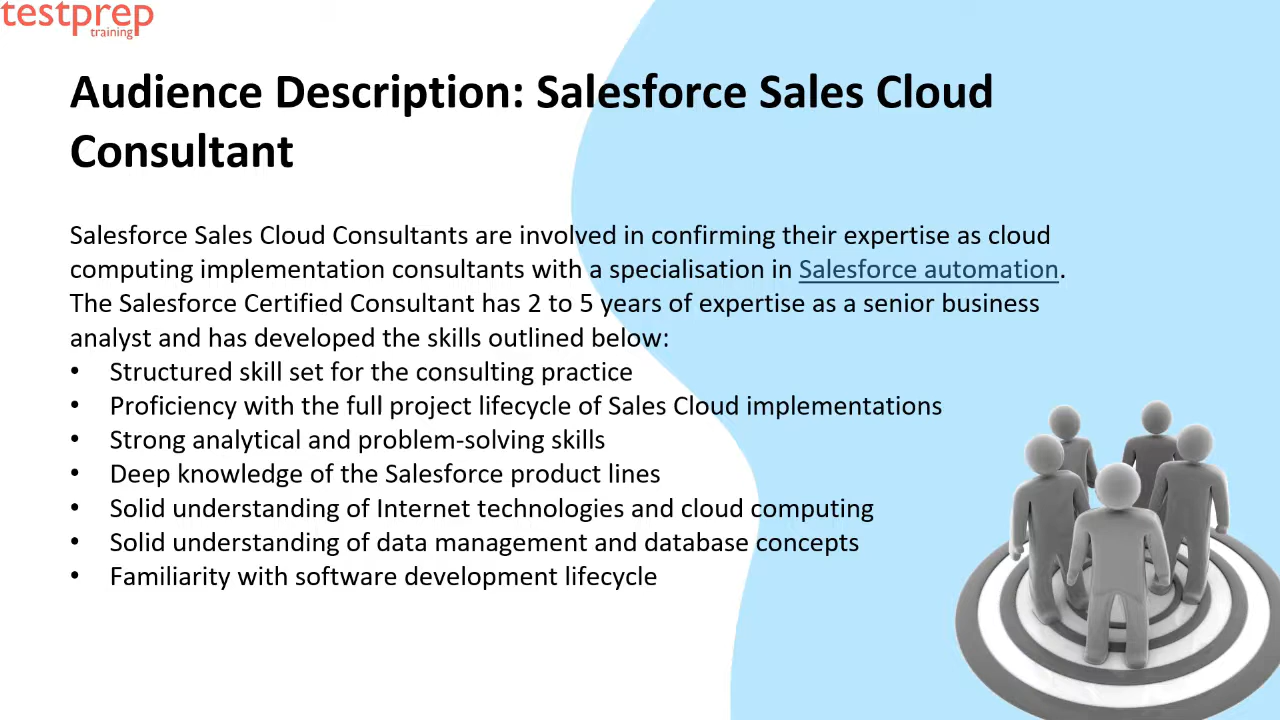 testprep
training
Audience Description: Salesforce Sales Cloud
Consultant
Salesforce Sales Cloud Consultants are involved in confirming their expertise as cloud
computing implementation consultants with a specialisation in Salesforce automation.
The Salesforce Certified Consultant has 2 to 5 years of expertise as a senior business
analyst and has developed the skills outlined below:
• Structured skill set for the consulting practice
• Proficiency with the full project lifecycle of Sales Cloud implementations
• Strong analytical and problem-solving skills
• Deep knowledge of the Salesforce product lines
• Solid understanding of Internet technologies and cloud computing
• Solid understanding of data management and database concepts
• Familiarity with software development lifecycle